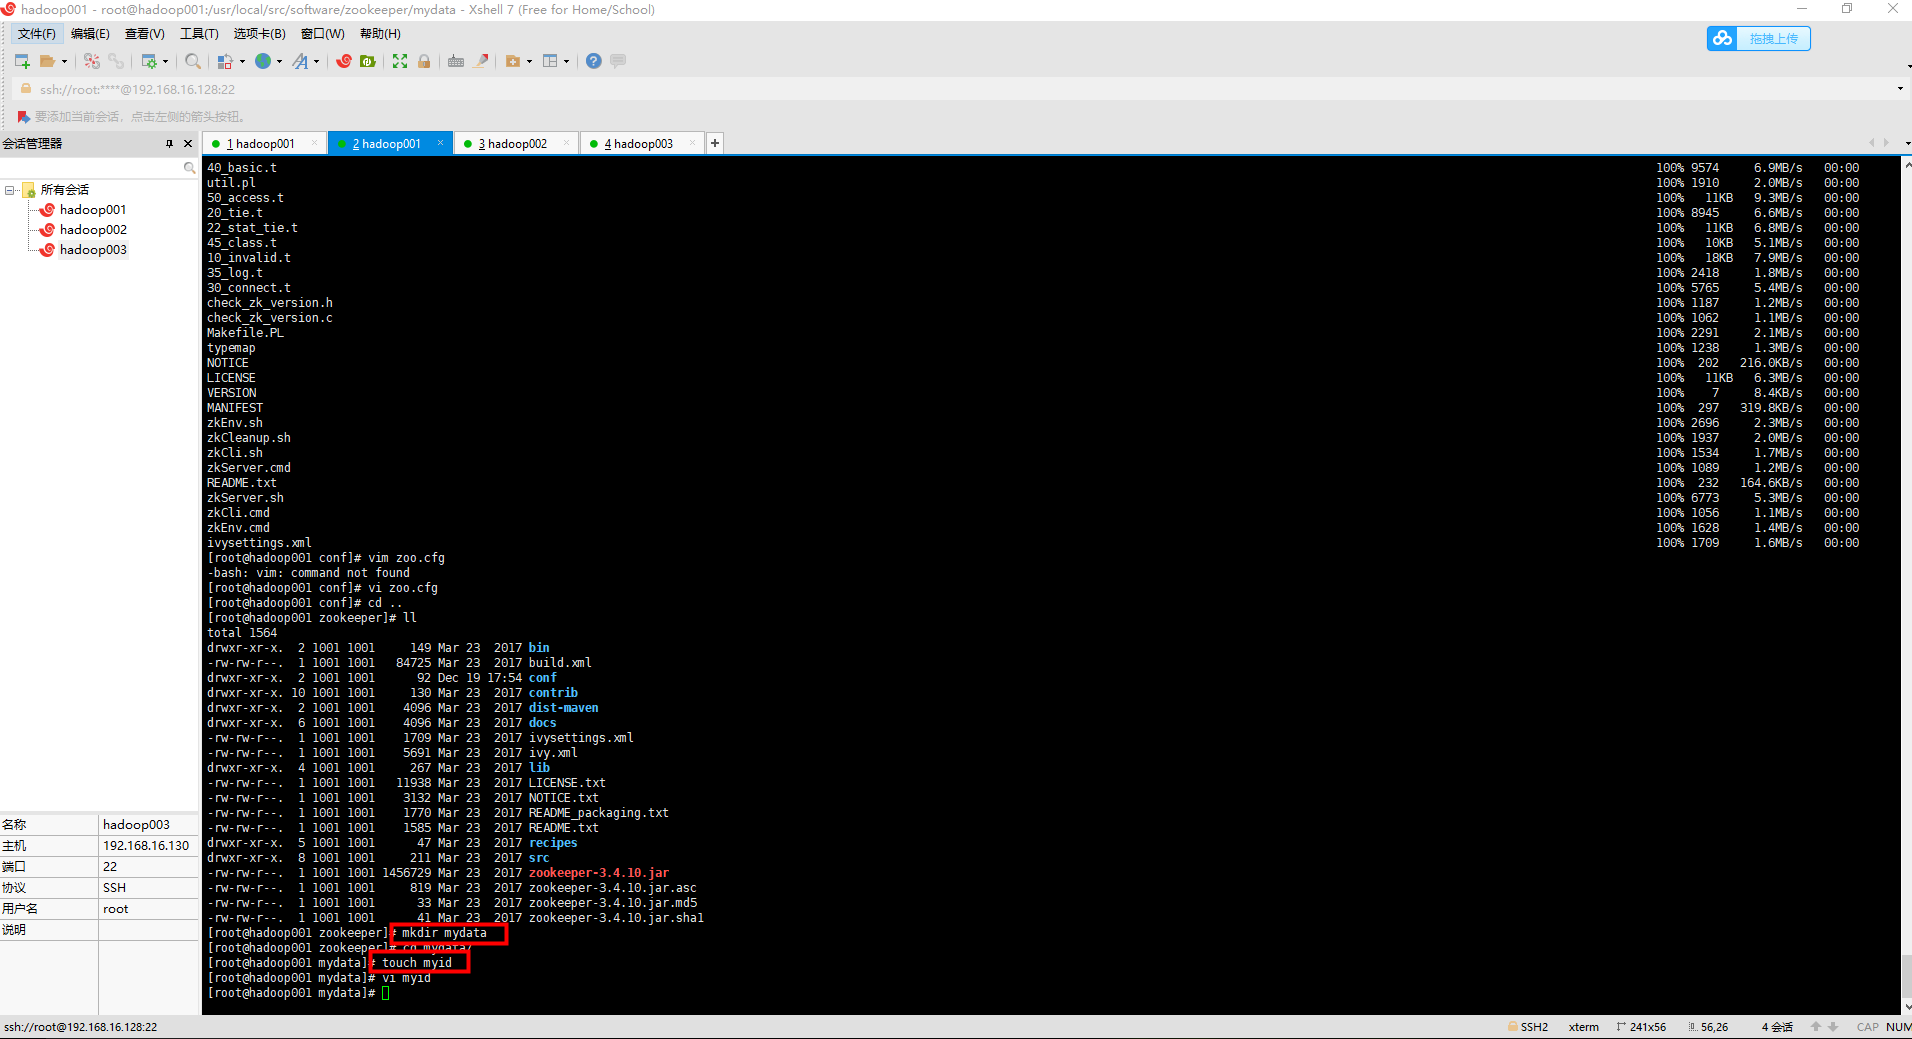 hadoop001 - root@hadoop001:/usr/local/src/software/zookeeper/mydata - Xshell 7 (Free for Home/School)
文件(F) 编辑(E) 查看(V) 工具(T) 选项卡(B) 窗口(W) 帮助(H)
拖拽上传
ssh://root:****@192.168.16.128:22
要添加当前会话，点击左侧的箭头按钮。
会话管理器
1 hadoop001 2 hadoop001 3 hadoop002 4 hadoop003
所有会话
hadoop001
hadoop002
hadoop003
名称 hadoop003
主机 192.168.16.130
端口 22
协议 SSH
用户名 root
说明
40_basic.t 100% 9574 6.9MB/s 00:00
util.pl 100% 1910 2.0MB/s 00:00
50_access.t 100% 11KB 9.3MB/s 00:00
20_tie.t 100% 8945 6.6MB/s 00:00
22_stat_tie.t 100% 11KB 6.8MB/s 00:00
45_class.t 100% 10KB 5.1MB/s 00:00
10_invalid.t 100% 18KB 7.9MB/s 00:00
35_log.t 100% 2418 1.8MB/s 00:00
30_connect.t 100% 5765 5.4MB/s 00:00
check_zk_version.h 100% 1187 1.2MB/s 00:00
check_zk_version.c 100% 1062 1.1MB/s 00:00
Makefile.PL 100% 2291 2.1MB/s 00:00
typemap 100% 1238 1.3MB/s 00:00
NOTICE 100% 202 216.0KB/s 00:00
LICENSE 100% 11KB 6.3MB/s 00:00
VERSION 100% 7 8.4KB/s 00:00
MANIFEST 100% 297 319.8KB/s 00:00
zkEnv.sh 100% 2696 2.3MB/s 00:00
zkCleanup.sh 100% 1937 2.0MB/s 00:00
zkCli.sh 100% 1534 1.7MB/s 00:00
zkServer.cmd 100% 1089 1.2MB/s 00:00
README.txt 100% 232 164.6KB/s 00:00
zkServer.sh 100% 6773 5.3MB/s 00:00
zkCli.cmd 100% 1056 1.1MB/s 00:00
zkEnv.cmd 100% 1628 1.4MB/s 00:00
ivysettings.xml 100% 1709 1.6MB/s 00:00
[root@hadoop001 conf]# vim zoo.cfg
-bash: vim: command not found
[root@hadoop001 conf]# vi zoo.cfg
[root@hadoop001 conf]# cd ..
[root@hadoop001 zookeeper]# ll
total 1564
drwxr-xr-x. 2 1001 1001 149 Mar 23 2017 bin
-rw-rw-r--. 1 1001 1001 84725 Mar 23 2017 build.xml
drwxr-xr-x. 2 1001 1001 92 Dec 19 17:54 conf
drwxr-xr-x. 10 1001 1001 130 Mar 23 2017 contrib
drwxr-xr-x. 2 1001 1001 4096 Mar 23 2017 dist-maven
drwxr-xr-x. 6 1001 1001 4096 Mar 23 2017 docs
-rw-rw-r--. 1 1001 1001 1709 Mar 23 2017 ivysettings.xml
-rw-rw-r--. 1 1001 1001 5691 Mar 23 2017 ivy.xml
drwxr-xr-x. 4 1001 1001 267 Mar 23 2017 lib
-rw-rw-r--. 1 1001 1001 11938 Mar 23 2017 LICENSE.txt
-rw-rw-r--. 1 1001 1001 3132 Mar 23 2017 NOTICE.txt
-rw-rw-r--. 1 1001 1001 1770 Mar 23 2017 README_packaging.txt
-rw-rw-r--. 1 1001 1001 1585 Mar 23 2017 README.txt
drwxr-xr-x. 5 1001 1001 47 Mar 23 2017 recipes
drwxr-xr-x. 8 1001 1001 211 Mar 23 2017 src
-rw-rw-r--. 1 1001 1001 1456729 Mar 23 2017 zookeeper-3.4.10.jar
-rw-rw-r--. 1 1001 1001 819 Mar 23 2017 zookeeper-3.4.10.jar.asc
-rw-rw-r--. 1 1001 1001 33 Mar 23 2017 zookeeper-3.4.10.jar.md5
-rw-rw-r--. 1 1001 1001 41 Mar 23 2017 zookeeper-3.4.10.jar.sha1
[root@hadoop001 zookeeper]# mkdir mydata
[root@hadoop001 zookeeper]# cd mydata/
[root@hadoop001 mydata]# touch myid
[root@hadoop001 mydata]# vi myid
[root@hadoop001 mydata]#
ssh://root@192.168.16.128:22 SSH2 xterm 241x56 56,26 4 会话 CAP NUM